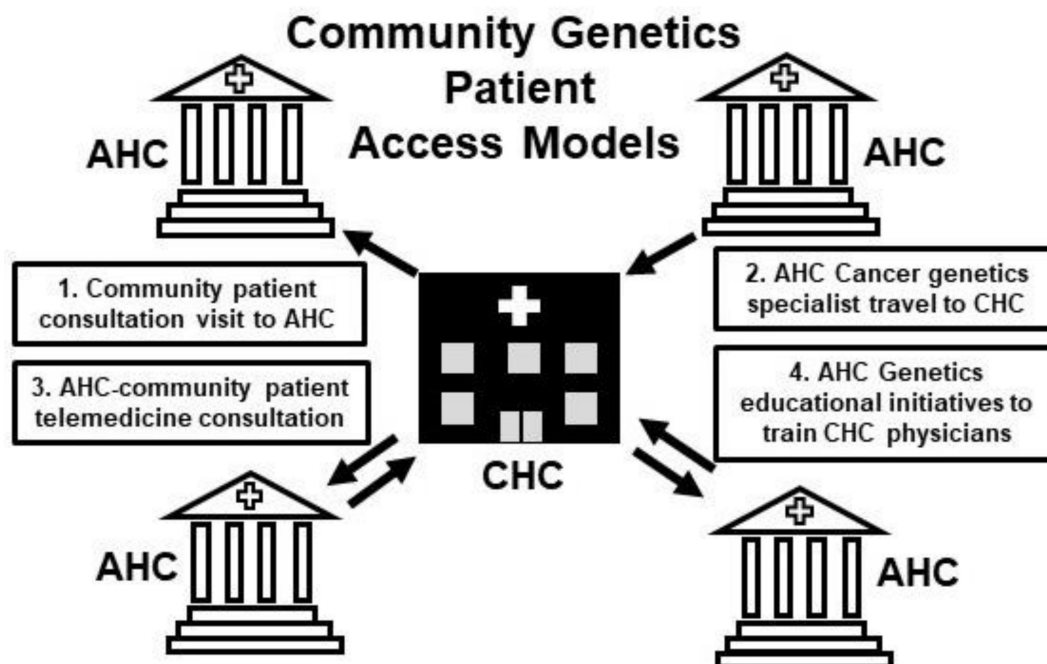 Community Genetics
Patient
Access Models
AHC
AHC
1. Community patient
consultation visit to AHC
2. AHC Cancer genetics
specialist travel to CHC
3. AHC-community patient
telemedicine consultation
4. AHC Genetics
educational initiatives to
train CHC physicians
CHC
AHC
AHC